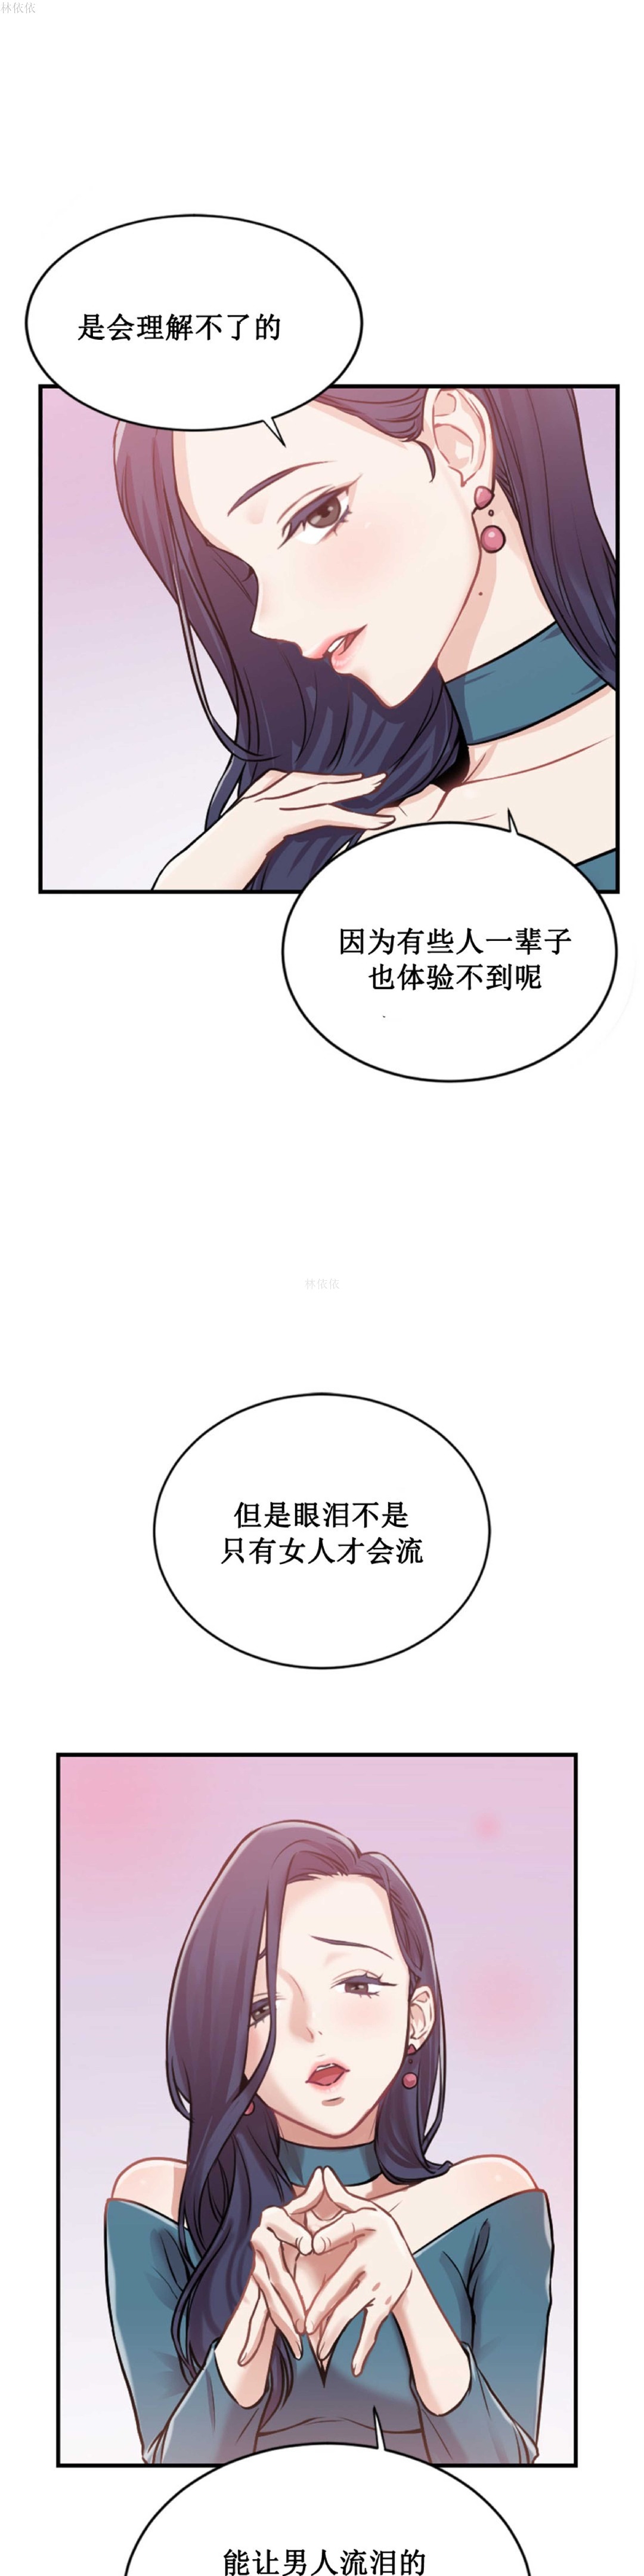 林依依
是会理解不了的
因为有些人一辈子
也体验不到呢
林依依
但是眼泪不是
只有女人才会流
能让男人流泪的